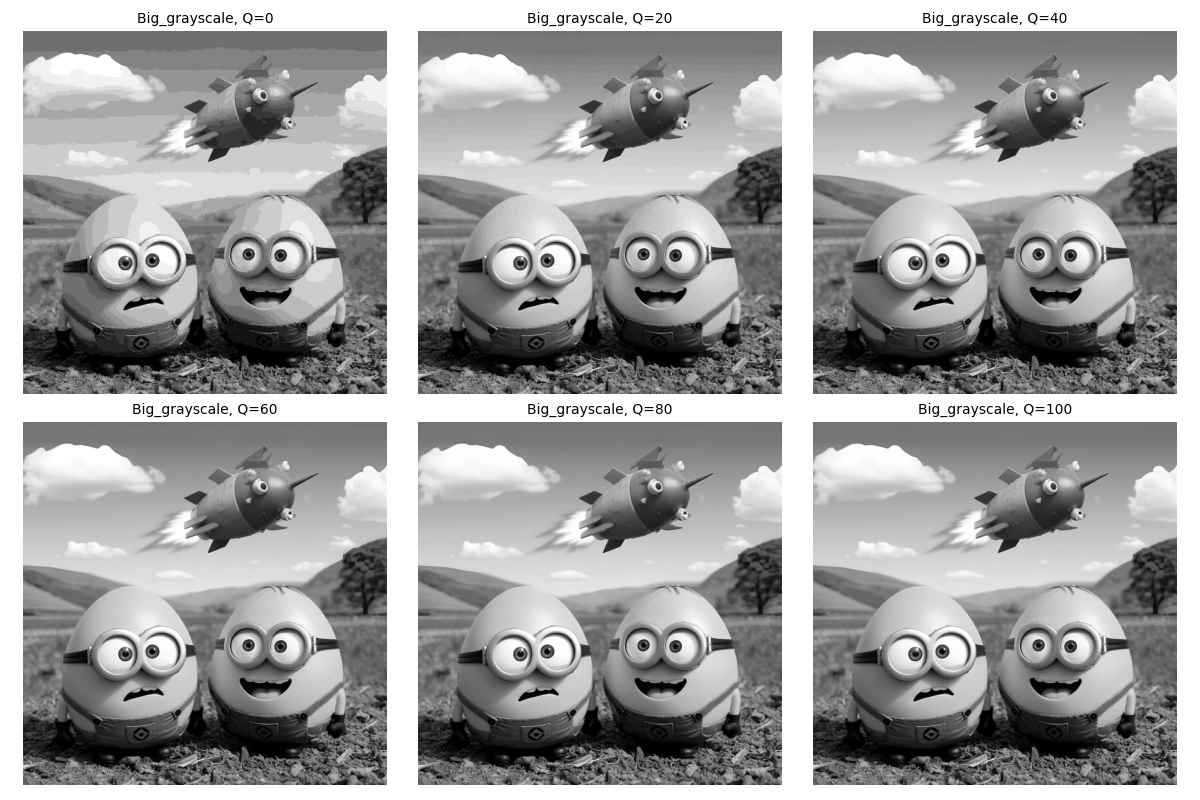 Big_grayscale, Q=0
Big_grayscale, Q=20
Big_grayscale, Q=40
Big_grayscale, Q=60
Big_grayscale, Q=80
Big_grayscale, Q=100